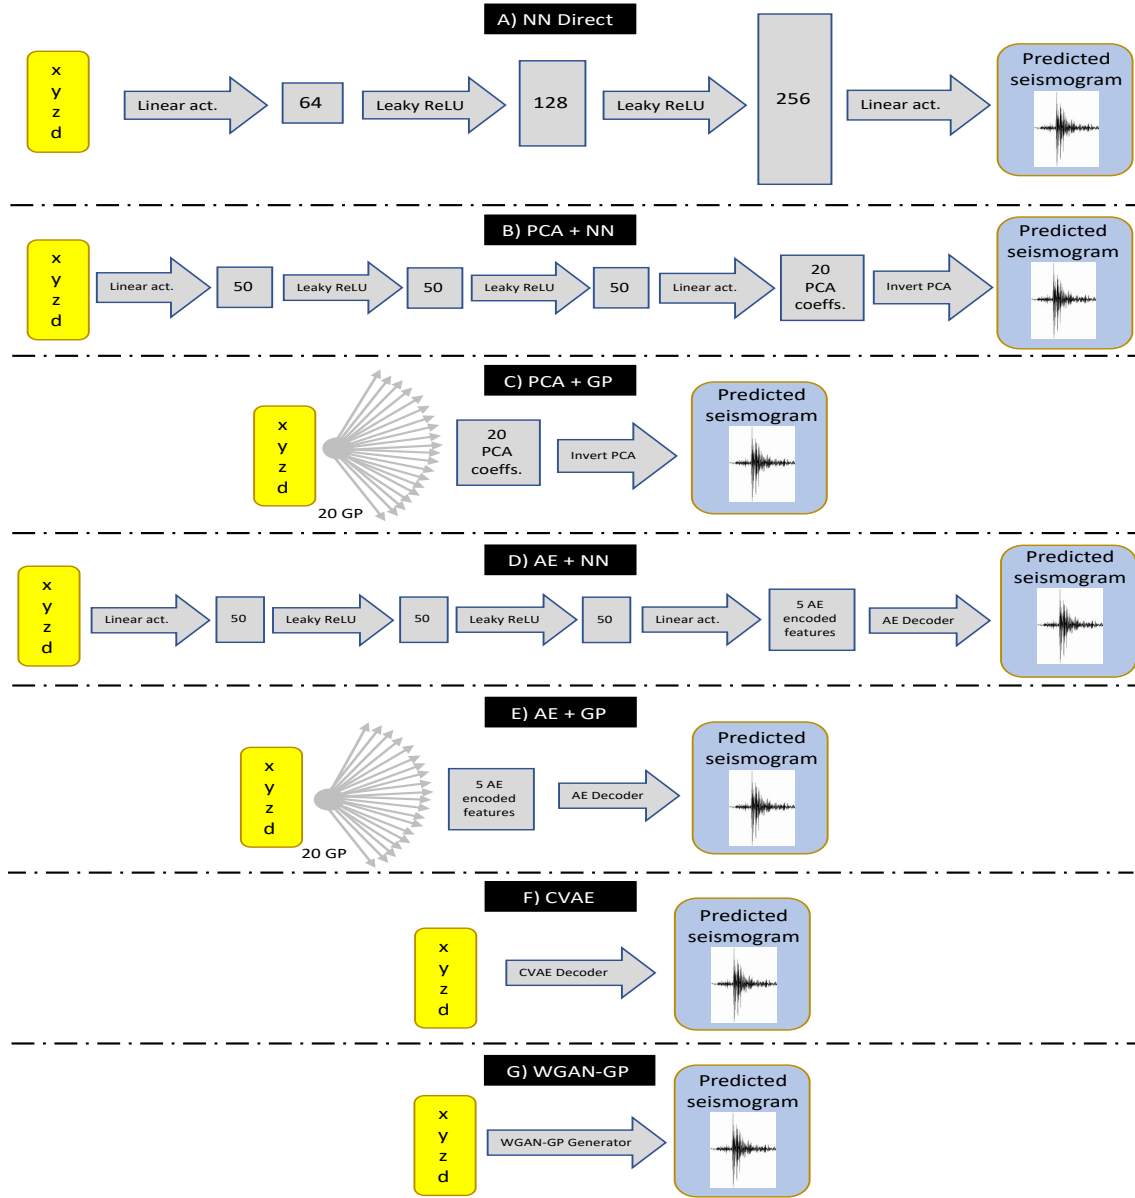 A) NN Direct
x
y
z
d
Linear act.
64
Leaky ReLU
128
Leaky ReLU
256
Linear act.
Predicted
seismogram
B) PCA + NN
x
y
z
d
Linear act.
50
Leaky ReLU
50
Leaky ReLU
50
Linear act.
20
PCA
coeffs.
Invert PCA
Predicted
seismogram
C) PCA + GP
x
y
z
d
20 GP
20
PCA
coeffs.
Invert PCA
Predicted
seismogram
D) AE + NN
x
y
z
d
Linear act.
50
Leaky ReLU
50
Leaky ReLU
50
Linear act.
5 AE
encoded
features
AE Decoder
Predicted
seismogram
E) AE + GP
x
y
z
d
20 GP
5 AE
encoded
features
AE Decoder
Predicted
seismogram
F) CVAE
x
y
z
d
CVAE Decoder
Predicted
seismogram
G) WGAN-GP
x
y
z
d
WGAN-GP Generator
Predicted
seismogram